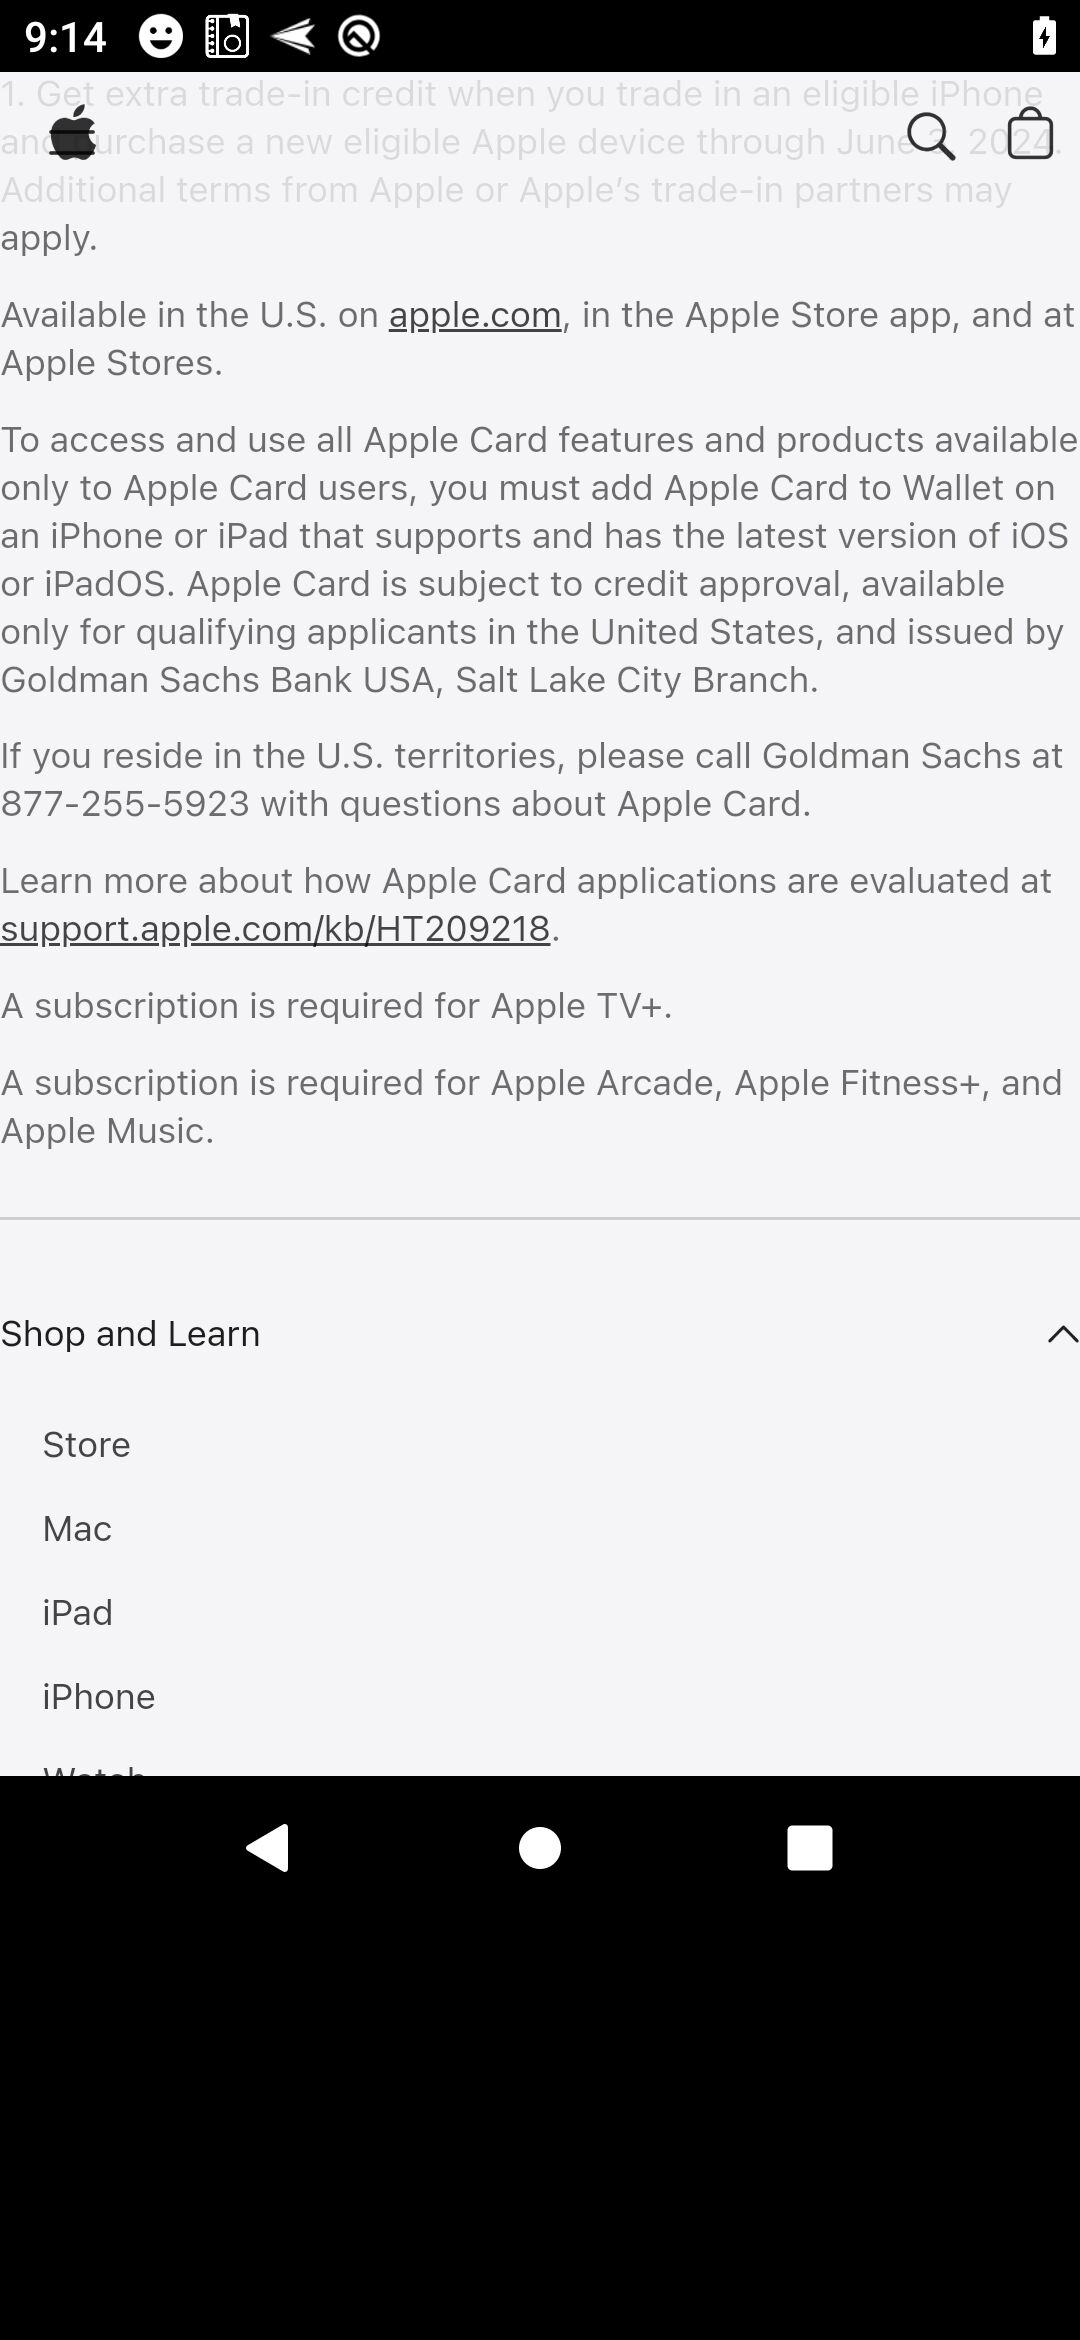 9:14
1. Get extra trade-in credit when you trade in an eligible iPhone
and purchase a new eligible Apple device through June 3, 2024.
Additional terms from Apple or Apple’s trade-in partners may
apply.
Available in the U.S. on apple.com, in the Apple Store app, and at
Apple Stores.
To access and use all Apple Card features and products available
only to Apple Card users, you must add Apple Card to Wallet on
an iPhone or iPad that supports and has the latest version of iOS
or iPadOS. Apple Card is subject to credit approval, available
only for qualifying applicants in the United States, and issued by
Goldman Sachs Bank USA, Salt Lake City Branch.
If you reside in the U.S. territories, please call Goldman Sachs at
877-255-5923 with questions about Apple Card.
Learn more about how Apple Card applications are evaluated at
support.apple.com/kb/HT209218.
A subscription is required for Apple TV+.
A subscription is required for Apple Arcade, Apple Fitness+, and
Apple Music.
Shop and Learn
Store
Mac
iPad
iPhone
Watch